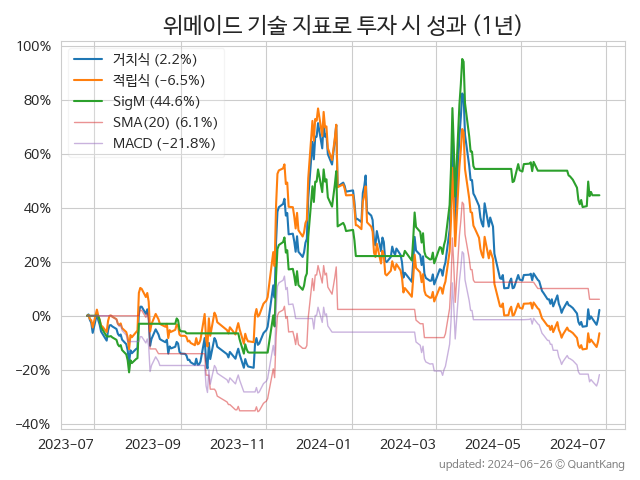 위메이드 기술 지표로 투자 시 성과 (1년)
100%
80%
60%
40%
20%
0%
−20%
−40%
거치식 (2.2%)
적립식 (−6.5%)
SigM (44.6%)
SMA(20) (6.1%)
MACD (−21.8%)
2023-07
2023-09
2023-11
2024-01
2024-03
2024-05
2024-07
updated: 2024-06-26 © QuantKang